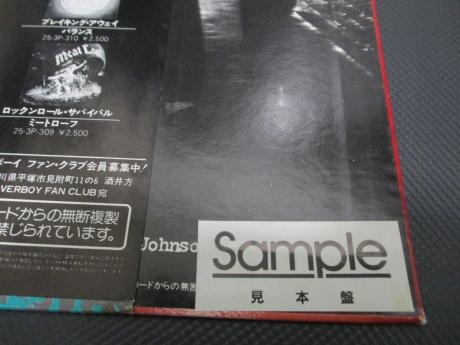 ブレイキング・アウェイ
バランス
25・3P-310 ¥2,500
Meat Loaf
ロックンロール・サバイバル
ミートローフ
25・3P-309 ¥2,500
ボーイ ファン・クラブ会員募集中!
川県平塚市見附町11の6 酒井方
VERBOY FAN CLUB宛
ードからの無断複製
禁じられています。
Johnso
ードからの無断
Sample
見本盤